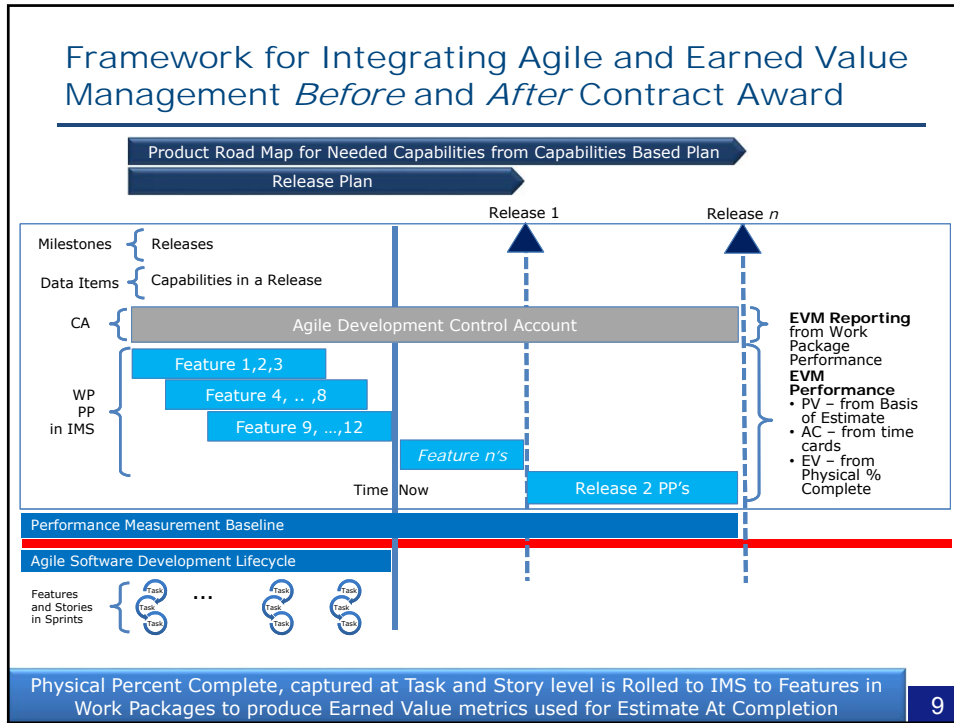 Framework for Integrating Agile and Earned Value
Management Before and After Contract Award
Product Road Map for Needed Capabilities from Capabilities Based Plan
Release Plan
Release 1
Release n
Milestones
Releases
Data Items
Capabilities in a Release
CA
Agile Development Control Account
EVM Reporting
from Work
Package
Performance
EVM
Performance
• PV – from Basis
of Estimate
• AC – from time
cards
• EV – from
Physical %
Complete
WP
PP
in IMS
Feature 1,2,3
Feature 4, .. ,8
Feature 9, …,12
Feature n's
Time Now
Release 2 PP's
Performance Measurement Baseline
Agile Software Development Lifecycle
Features
and Stories
in Sprints
Task
Task
Task
...
Task
Task
Task
Task
Task
Task
Physical Percent Complete, captured at Task and Story level is Rolled to IMS to Features in
Work Packages to produce Earned Value metrics used for Estimate At Completion
9